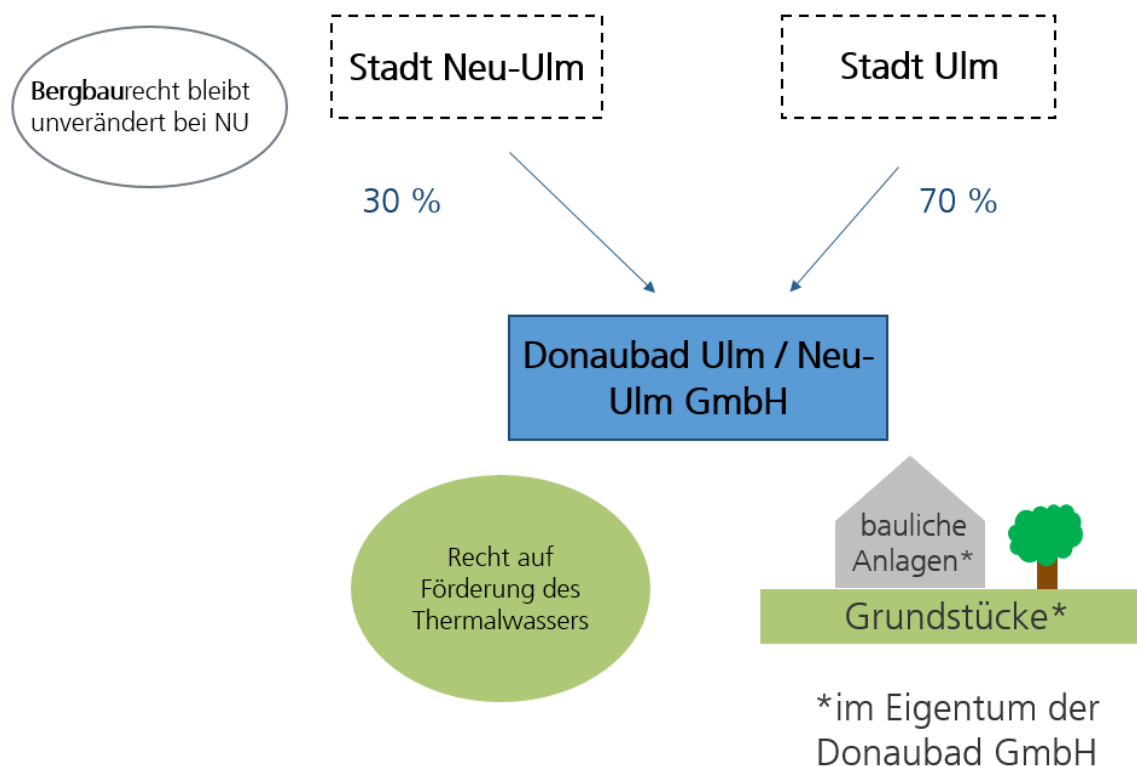 Bergbaurecht bleibt
unverändert bei NU
Stadt Neu-Ulm
Stadt Ulm
30 %
70 %
Donaubad Ulm / Neu-
Ulm GmbH
Recht auf
Förderung des
Thermalwassers
bauliche
Anlagen*
Grundstücke*
*im Eigentum der
Donaubad GmbH